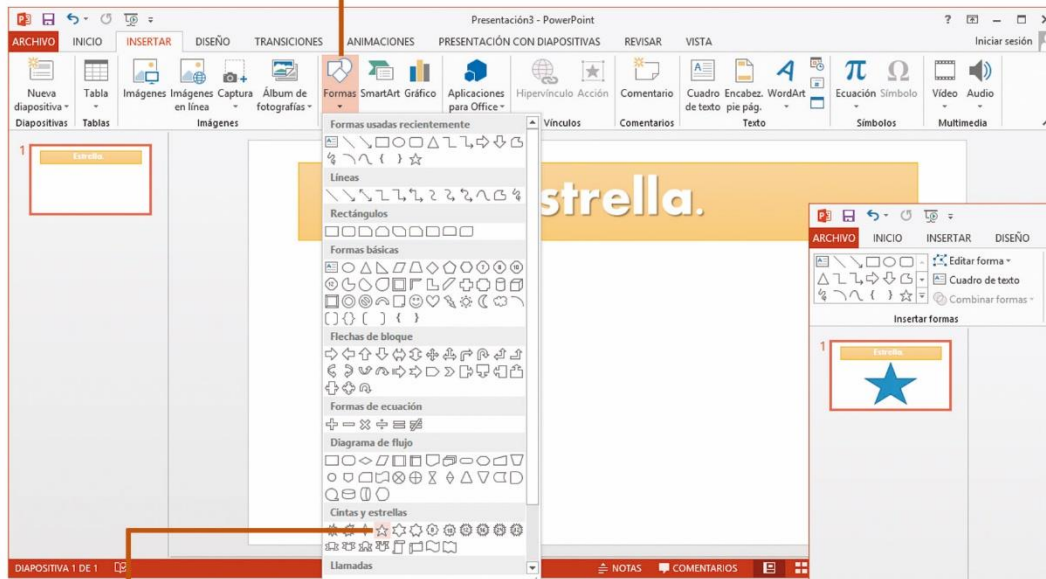 Presentación3 - PowerPoint
ARCHIVO INICIO INSERTAR DISEÑO TRANSICIONES ANIMACIONES PRESENTACIÓN CON DIAPOSITIVAS REVISAR VISTA Iniciar sesión
Nueva diapositiva
Tabla
Imágenes
Imágenes en línea
Captura
Álbum de fotografías
Formas
SmartArt
Gráfico
Aplicaciones para Office
Hipervínculo
Acción
Comentario
Cuadro de texto
Encabez. pie pág.
WordArt
Ecuación
Símbolo
Vídeo
Audio
Diapositivas Tablas Imágenes Vínculos Comentarios Texto Símbolos Multimedia
Formas usadas recientemente
Líneas
Rectángulos
Formas básicas
Flechas de bloque
Formas de ecuación
Diagrama de flujo
Cintas y estrellas
Llamadas
1
Estrella.
strella.
ARCHIVO INICIO INSERTAR DISEÑO
Editar forma
Cuadro de texto
Combinar formas
Insertar formas
1
Estrella.
DIAPOSITIVA 1 DE 1
NOTAS COMENTARIOS